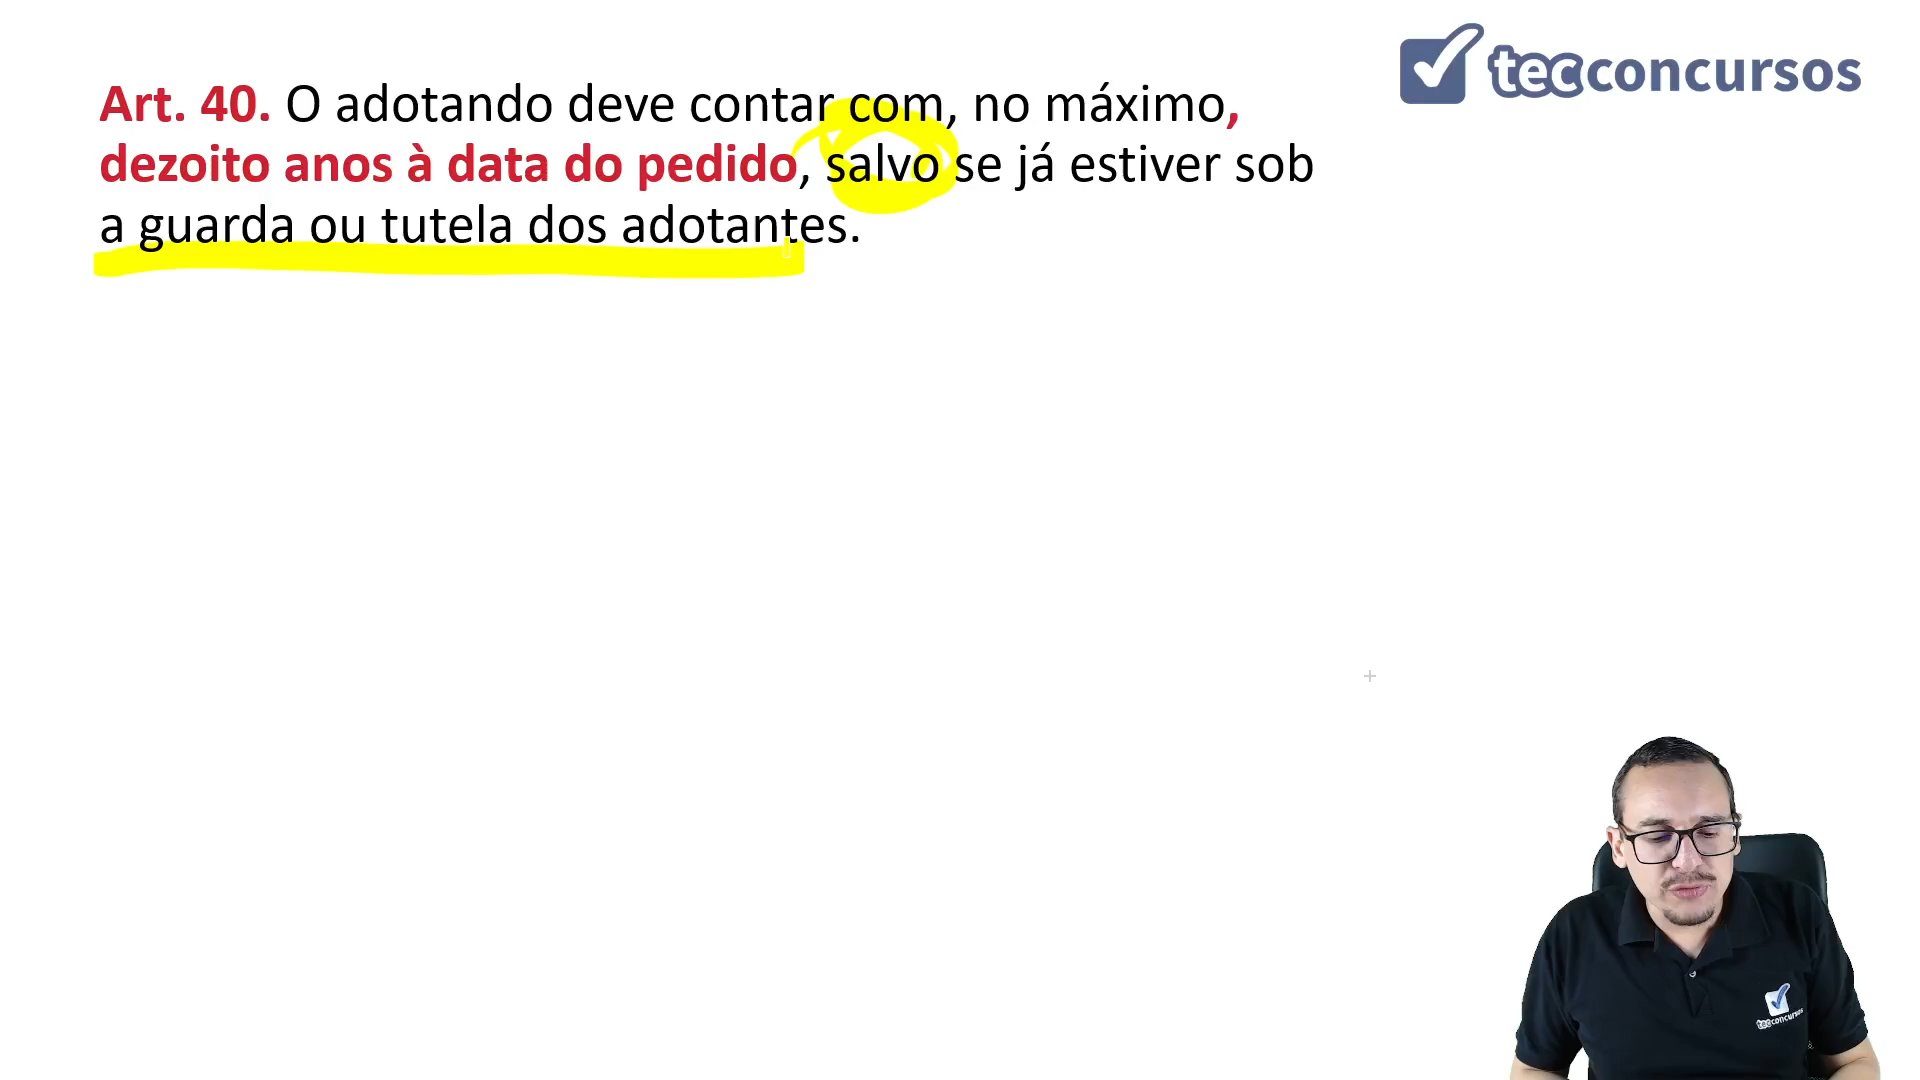 tecconcursos
Art. 40. O adotando deve contar com, no máximo,
dezoito anos à data do pedido, salvo se já estiver sob
a guarda ou tutela dos adotantes.
tecconcursos